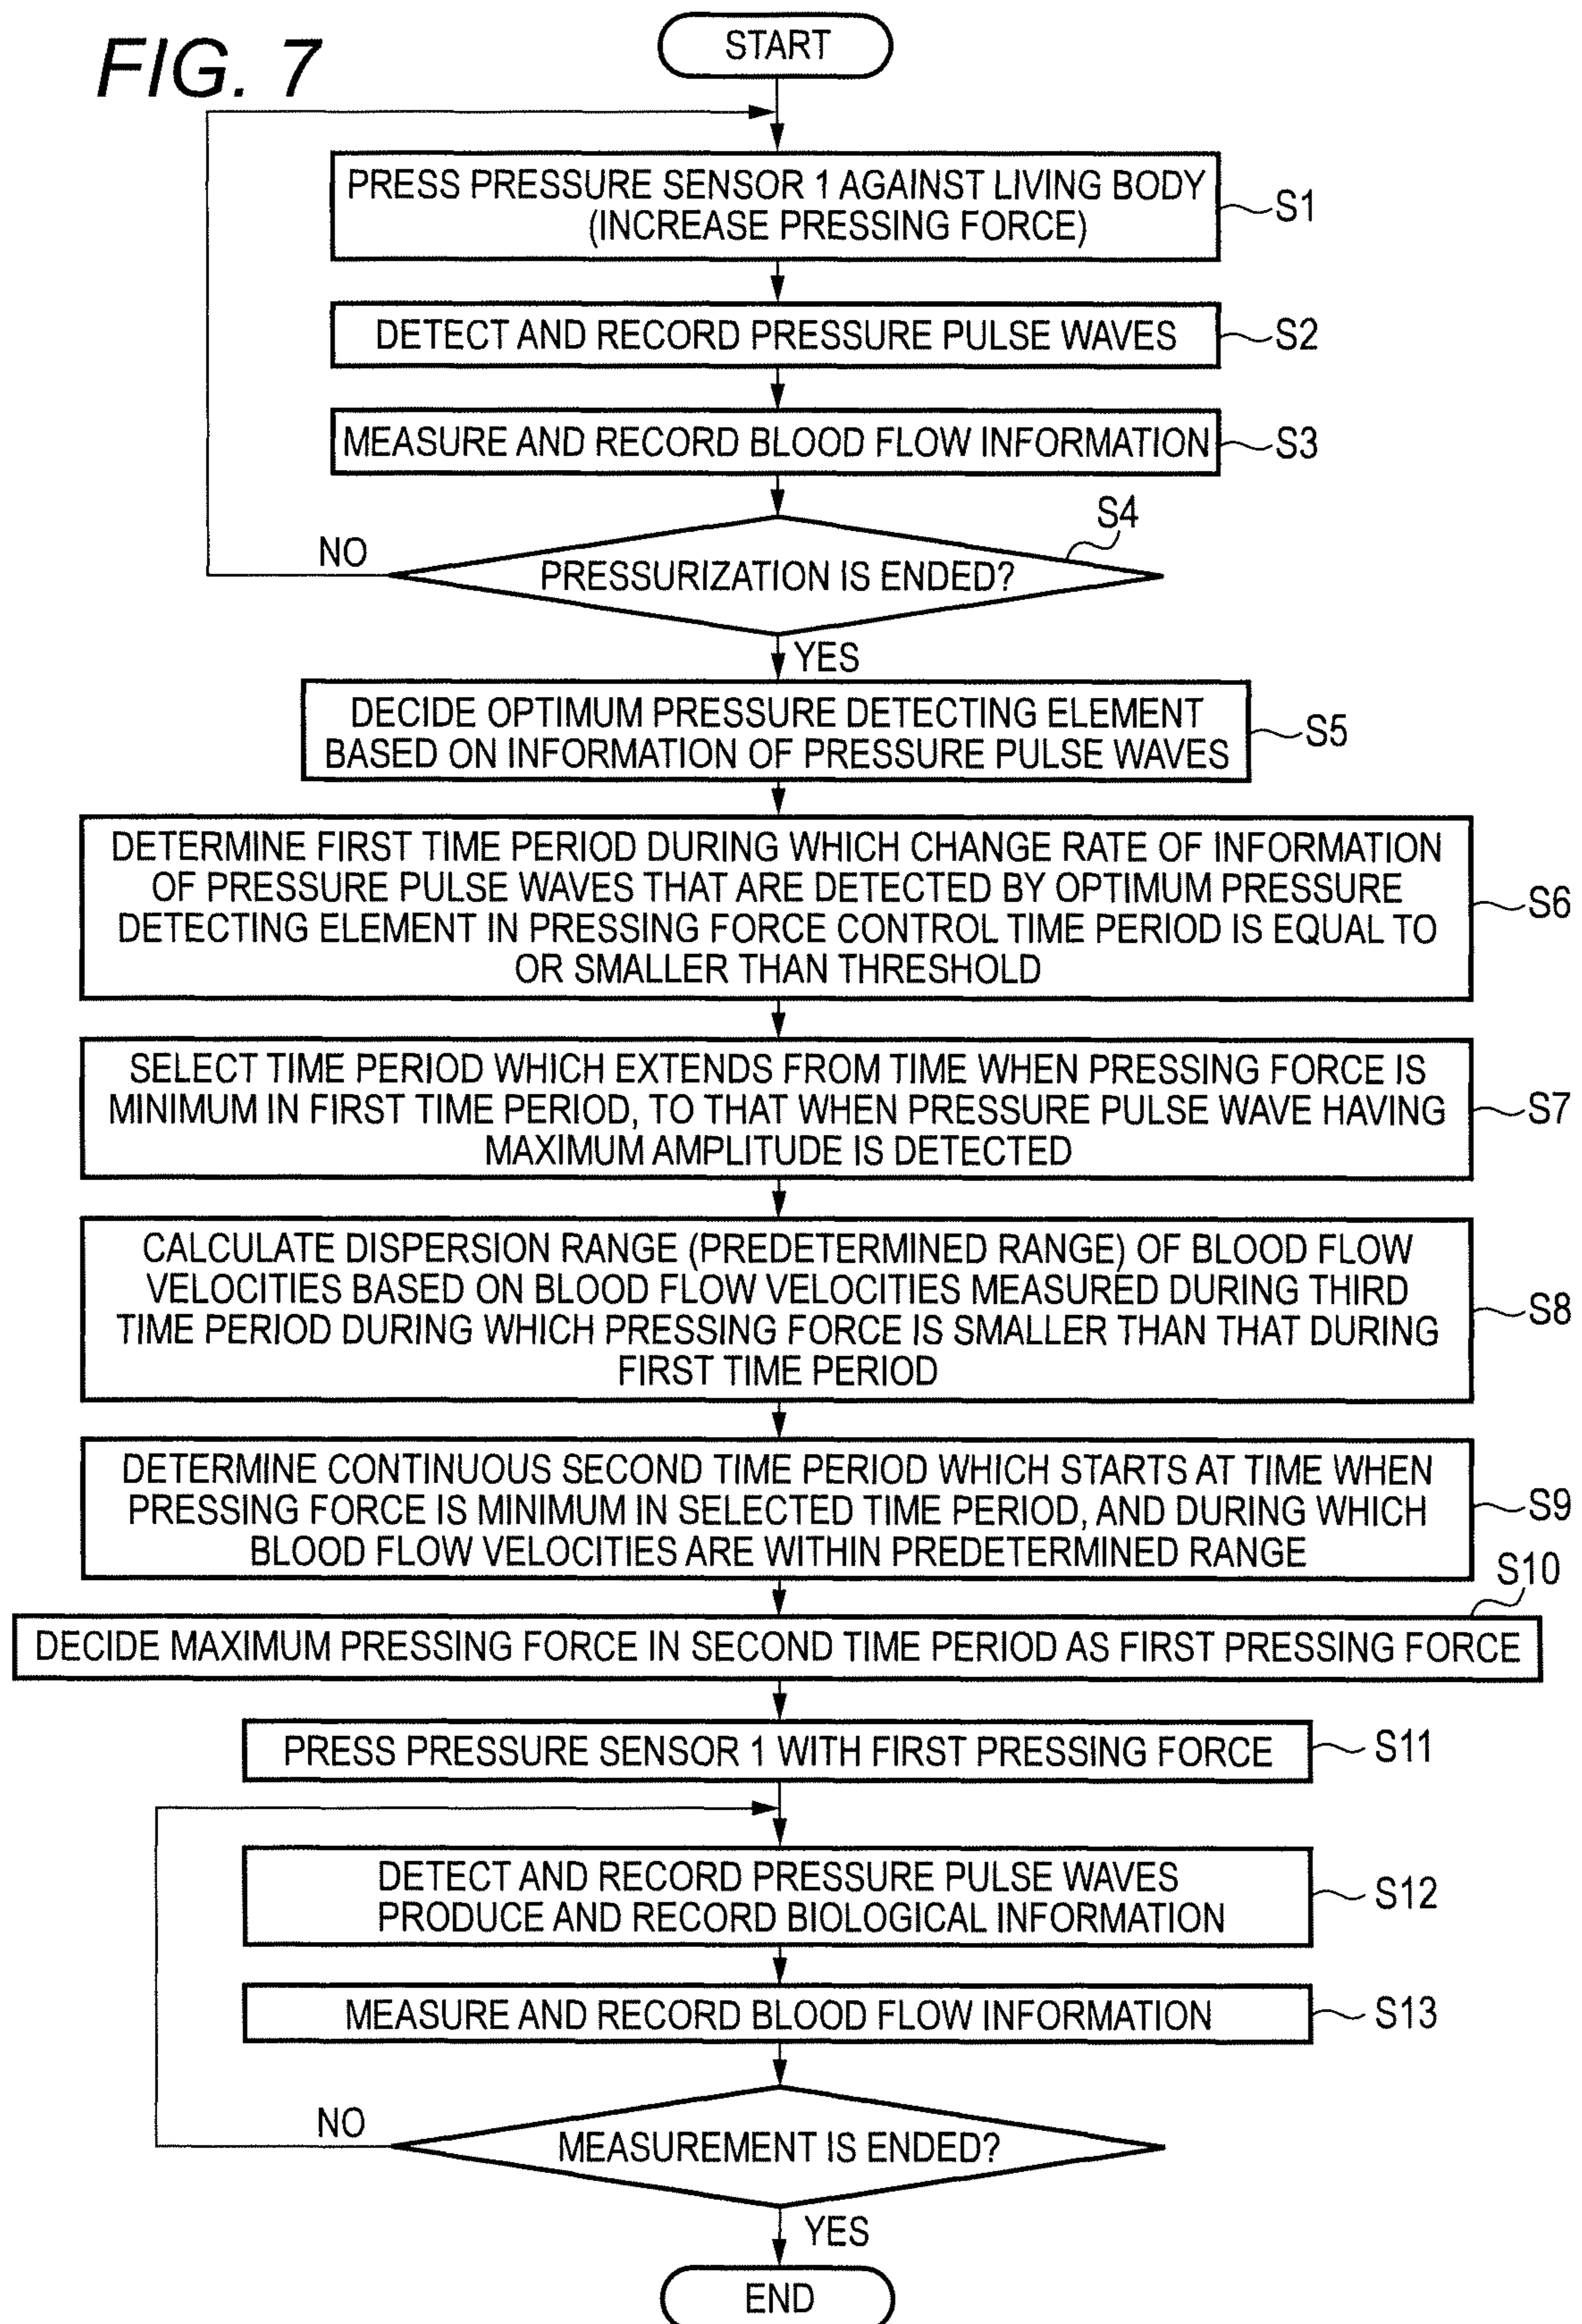 FIG. 7
START
PRESS PRESSURE SENSOR 1 AGAINST LIVING BODY
(INCREASE PRESSING FORCE)
S1
DETECT AND RECORD PRESSURE PULSE WAVES
S2
MEASURE AND RECORD BLOOD FLOW INFORMATION
S3
S4
NO
PRESSURIZATION IS ENDED?
YES
DECIDE OPTIMUM PRESSURE DETECTING ELEMENT
BASED ON INFORMATION OF PRESSURE PULSE WAVES
S5
DETERMINE FIRST TIME PERIOD DURING WHICH CHANGE RATE OF INFORMATION
OF PRESSURE PULSE WAVES THAT ARE DETECTED BY OPTIMUM PRESSURE
DETECTING ELEMENT IN PRESSING FORCE CONTROL TIME PERIOD IS EQUAL TO
OR SMALLER THAN THRESHOLD
S6
SELECT TIME PERIOD WHICH EXTENDS FROM TIME WHEN PRESSING FORCE IS
MINIMUM IN FIRST TIME PERIOD, TO THAT WHEN PRESSURE PULSE WAVE HAVING
MAXIMUM AMPLITUDE IS DETECTED
S7
CALCULATE DISPERSION RANGE (PREDETERMINED RANGE) OF BLOOD FLOW
VELOCITIES BASED ON BLOOD FLOW VELOCITIES MEASURED DURING THIRD
TIME PERIOD DURING WHICH PRESSING FORCE IS SMALLER THAN THAT DURING
FIRST TIME PERIOD
S8
DETERMINE CONTINUOUS SECOND TIME PERIOD WHICH STARTS AT TIME WHEN
PRESSING FORCE IS MINIMUM IN SELECTED TIME PERIOD, AND DURING WHICH
BLOOD FLOW VELOCITIES ARE WITHIN PREDETERMINED RANGE
S9
S10
DECIDE MAXIMUM PRESSING FORCE IN SECOND TIME PERIOD AS FIRST PRESSING FORCE
PRESS PRESSURE SENSOR 1 WITH FIRST PRESSING FORCE
S11
DETECT AND RECORD PRESSURE PULSE WAVES
PRODUCE AND RECORD BIOLOGICAL INFORMATION
S12
MEASURE AND RECORD BLOOD FLOW INFORMATION
S13
NO
MEASUREMENT IS ENDED?
YES
END